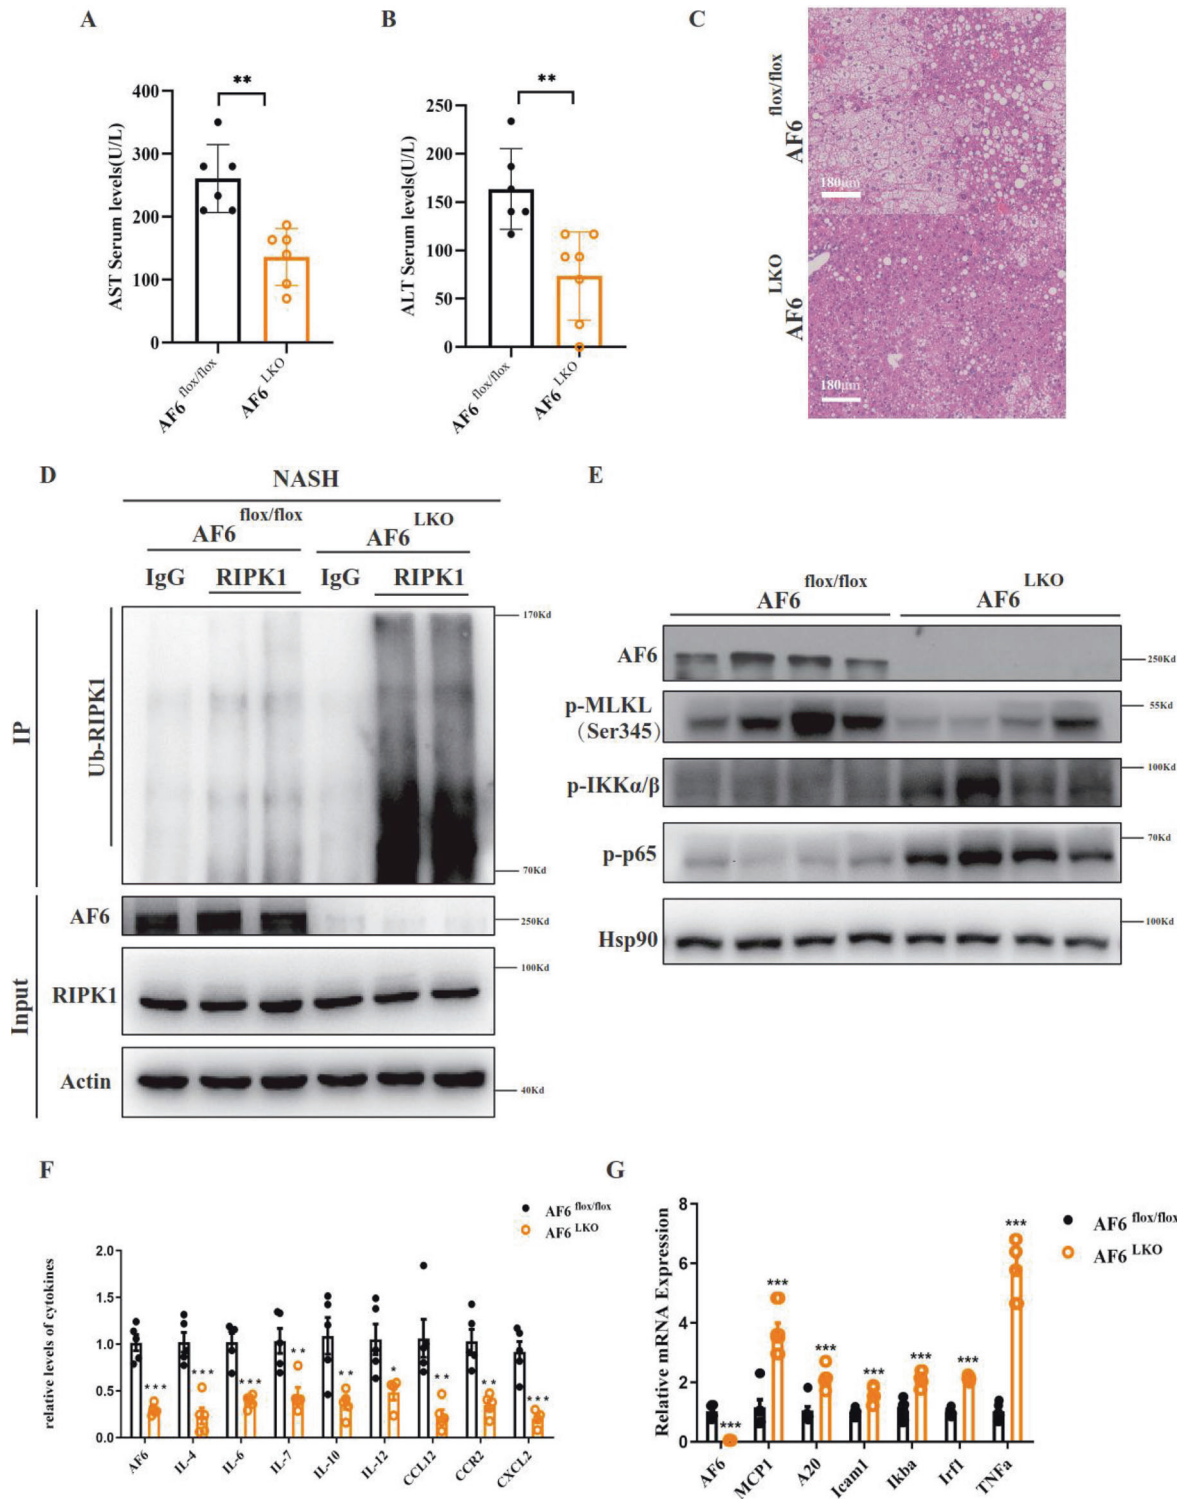 A
B
C
**
**
400
300
200
100
0
AST Serum levels(U/L)
AF6 flox/flox
AF6 LKO
250
200
150
100
50
0
ALT Serum levels(U/L)
AF6 flox/flox
AF6 LKO
AF6 flox/flox
180μm
AF6 LKO
180μm
D
NASH
AF6 flox/flox
AF6 LKO
IgG
RIPK1
IgG
RIPK1
IP
Ub-RIPK1
170Kd
70Kd
Input
AF6
250Kd
RIPK1
100Kd
Actin
40Kd
E
AF6 flox/flox
AF6 LKO
AF6
250Kd
p-MLKL
(Ser345)
55Kd
p-IKKα/β
100Kd
p-p65
70Kd
Hsp90
100Kd
F
AF6 flox/flox
AF6 LKO
relative levels of cytokines
2.0
1.5
1.0
0.5
0.0
***
***
***
**
**
*
**
**
***
AF6
IL-4
IL-6
IL-7
IL-10
IL-12
CCL12
CCR2
CXCL2
G
AF6 flox/flox
AF6 LKO
Relative mRNA Expression
8
6
4
2
0
***
***
***
***
***
***
***
AF6
MCP1
A20
Icam1
Ikba
Irf1
TNFa